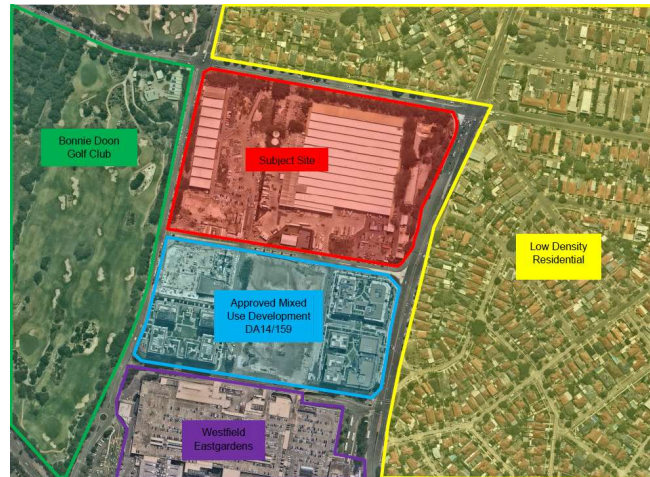 Bonnie Doon
Golf Club
Subject Site
Low Density
Residential
Approved Mixed
Use Development
DA14/159
Westfield
Eastgardens